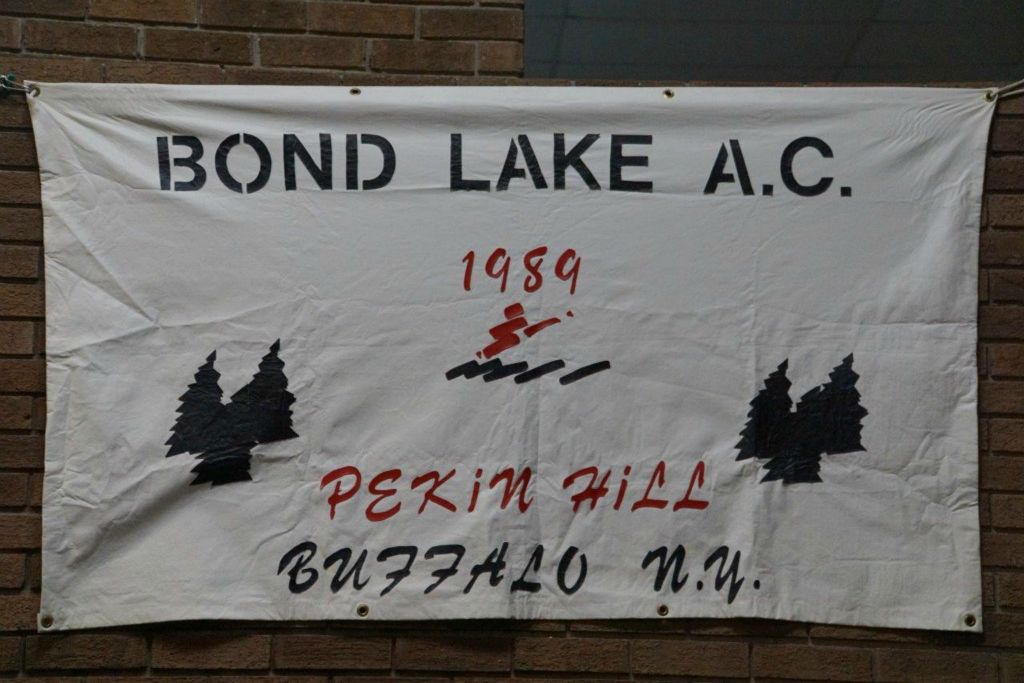 BOND LAKE A.C.
1989
PEKiN HiLL
BUFFALO N.Y.